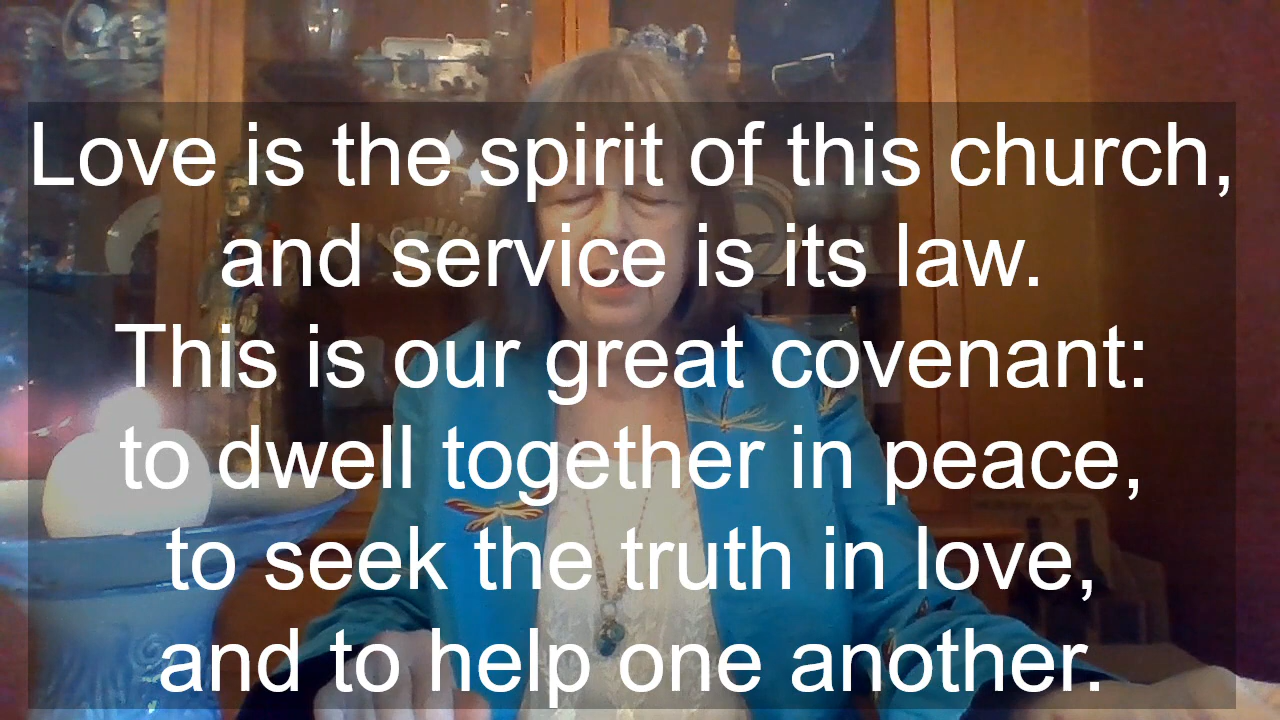 Love is the spirit of this church,
and service is its law.
This is our great covenant:
to dwell together in peace,
to seek the truth in love,
and to help one another.